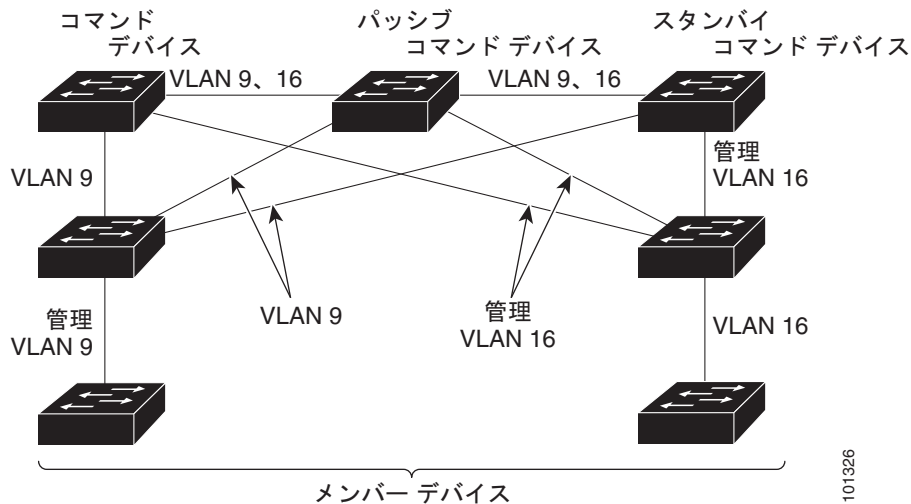 コマンド
デバイス
パッシブ
コマンド デバイス
スタンバイ
コマンド デバイス
VLAN 9、16
VLAN 9、16
VLAN 9
管理
VLAN 16
VLAN 9
管理
VLAN 16
管理
VLAN 9
VLAN 16
メンバー デバイス
101326